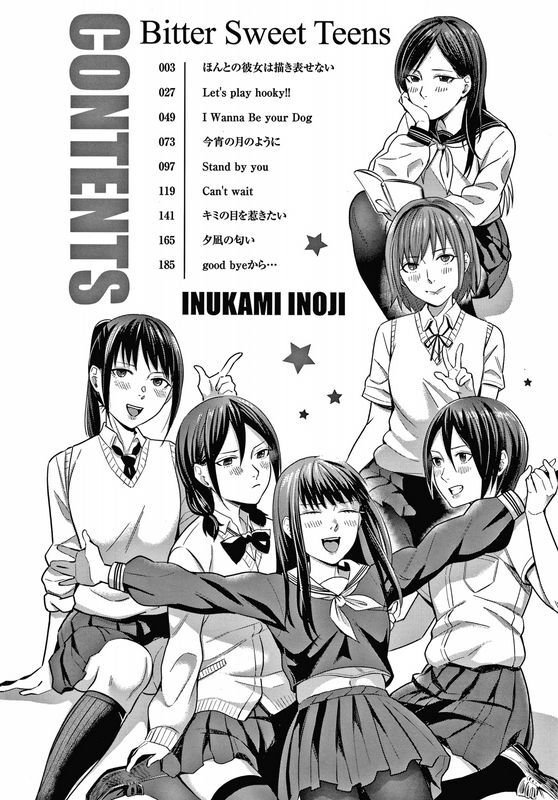 CONTENTS
Bitter Sweet Teens
003 ほんとの彼女は描き表せない
027 Let's play hooky!!
049 I Wanna Be your Dog
073 今宵の月のように
097 Stand by you
119 Can't wait
141 キミの目を惹きたい
165 夕凪の匂い
185 good byeから…
INUKAMI INOJI